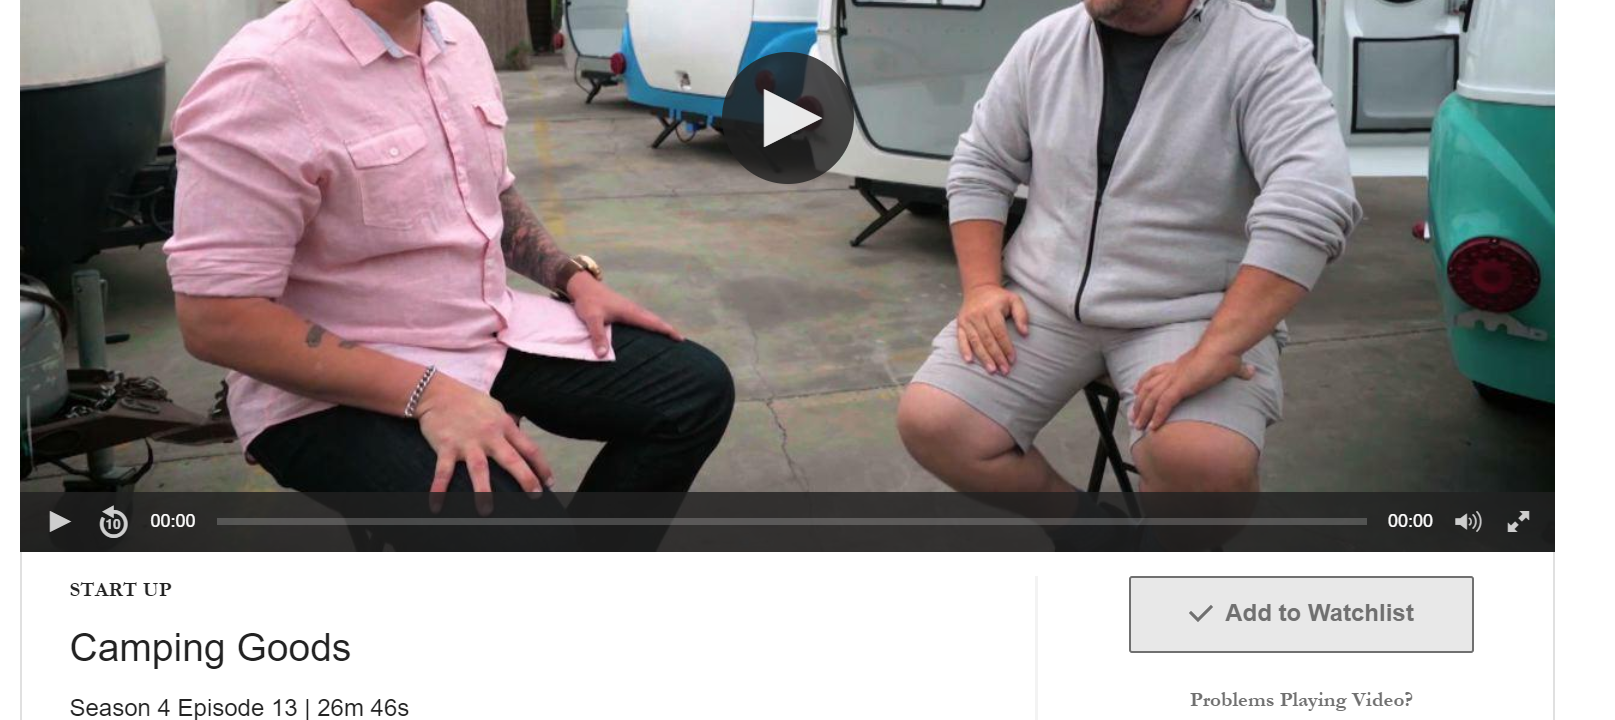 10
00:00
00:00
START UP
Camping Goods
Season 4 Episode 13 | 26m 46s
Add to Watchlist
Problems Playing Video?